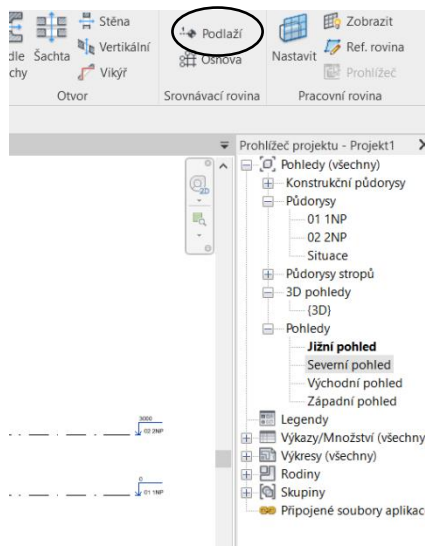 Stěna
Podlaží
Zobrazit
dle
Šachta
Vertikální
Nastavit
Ref. rovina
chy
Vikýř
Osnova
Prohlížeč
Otvor
Srovnávací rovina
Pracovní rovina
Prohlížeč projektu - Projekt1
Pohledy (všechny)
Konstrukční půdorysy
Půdorysy
01 1NP
02 2NP
Situace
Půdorysy stropů
3D pohledy
{3D}
Pohledy
Jižní pohled
Severní pohled
Východní pohled
Západní pohled
Legendy
Výkazy/Množství (všechny
Výkresy (všechny)
Rodiny
Skupiny
Připojené soubory aplikac
2D
3000
02 2NP
0
01 1NP